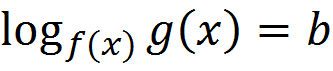 log_{f(x)} g(x) = b